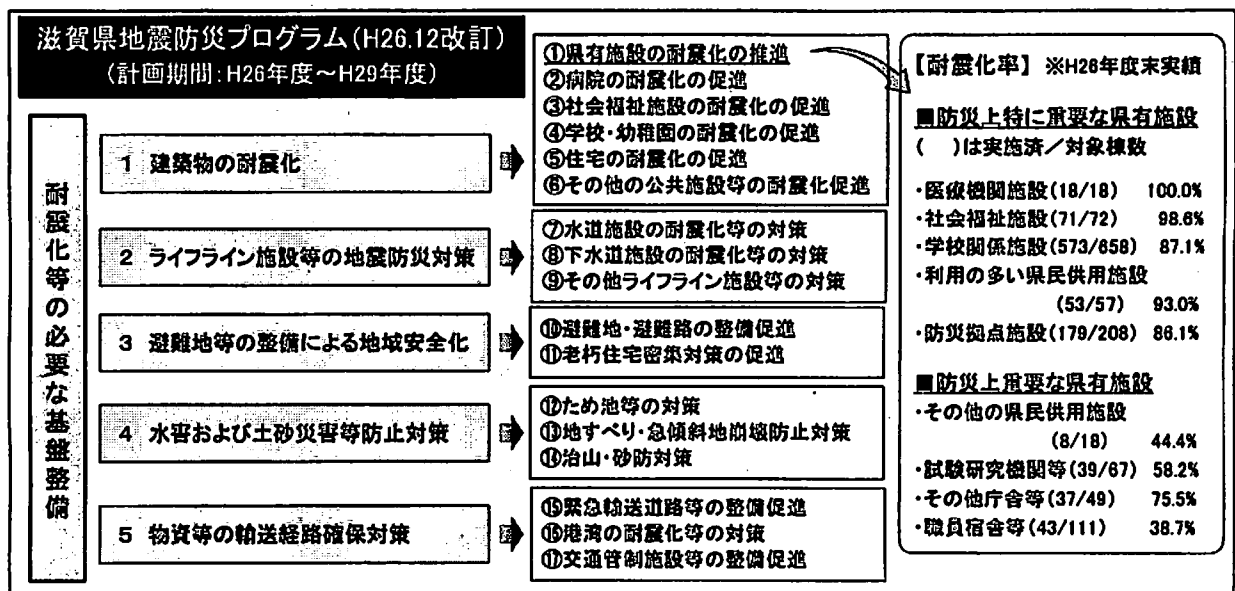 滋賀県地震防災プログラム(H26.12改訂)
(計画期間:H26年度～H29年度)
耐震化等の必要な基盤整備
1 建築物の耐震化
①県有施設の耐震化の推進
②病院の耐震化の促進
③社会福祉施設の耐震化の促進
④学校・幼稚園の耐震化の促進
⑤住宅の耐震化の促進
⑥その他の公共施設等の耐震化促進
2 ライフライン施設等の地震防災対策
⑦水道施設の耐震化等の対策
⑧下水道施設の耐震化等の対策
⑨その他ライフライン施設等の対策
3 避難地等の整備による地域安全化
⑩避難地・避難路の整備促進
⑪老朽住宅密集対策の促進
4 水害および土砂災害等防止対策
⑫ため池等の対策
⑬地すべり・急傾斜地崩壊防止対策
⑭治山・砂防対策
5 物資等の輸送経路確保対策
⑮緊急輸送道路等の整備促進
⑯港湾の耐震化等の対策
⑰交通管制施設等の整備促進
【耐震化率】 ※H26年度末実績
■防災上特に重要な県有施設
( )は実施済/対象棟数
・医療機関施設(18/18) 100.0%
・社会福祉施設(71/72) 98.6%
・学校関係施設(573/658) 87.1%
・利用の多い県民供用施設
(53/57) 93.0%
・防災拠点施設(179/208) 86.1%
■防災上重要な県有施設
・その他の県民供用施設
(8/18) 44.4%
・試験研究機関等(39/67) 58.2%
・その他庁舎等(37/49) 75.5%
・職員宿舎等(43/111) 38.7%